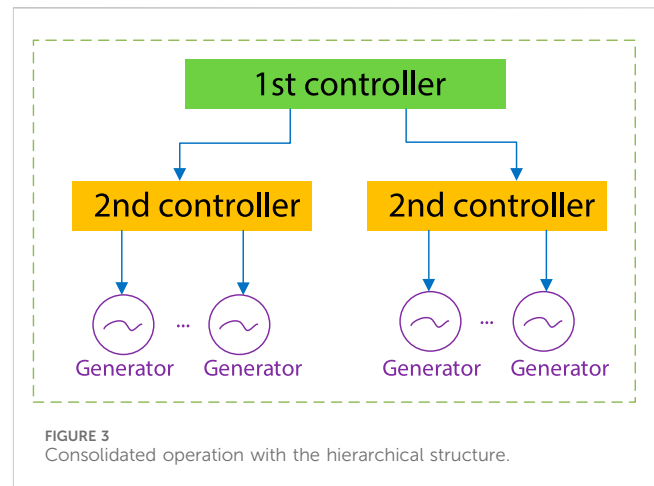 1st controller
2nd controller 2nd controller
... ...
Generator Generator Generator Generator
FIGURE 3
Consolidated operation with the hierarchical structure.